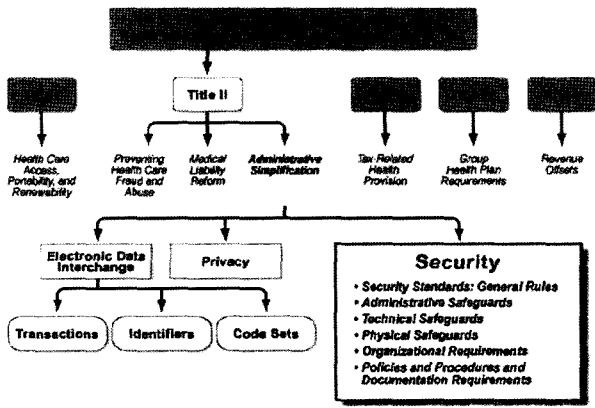 Title II
Health Care
Access,
Portability, and
Renewability
Preventing
Health Care
Fraud and
Abuse
Medical
Liability
Reform
Administrative
Simplification
Tax-Related
Health
Provision
Group
Health Plan
Requirements
Revenue
Offsets
Electronic Data
Interchange
Privacy
Security
• Security Standards: General Rules
• Administrative Safeguards
• Technical Safeguards
• Physical Safeguards
• Organizational Requirements
• Policies and Procedures and
Documentation Requirements
Transactions
Identifiers
Code Sets